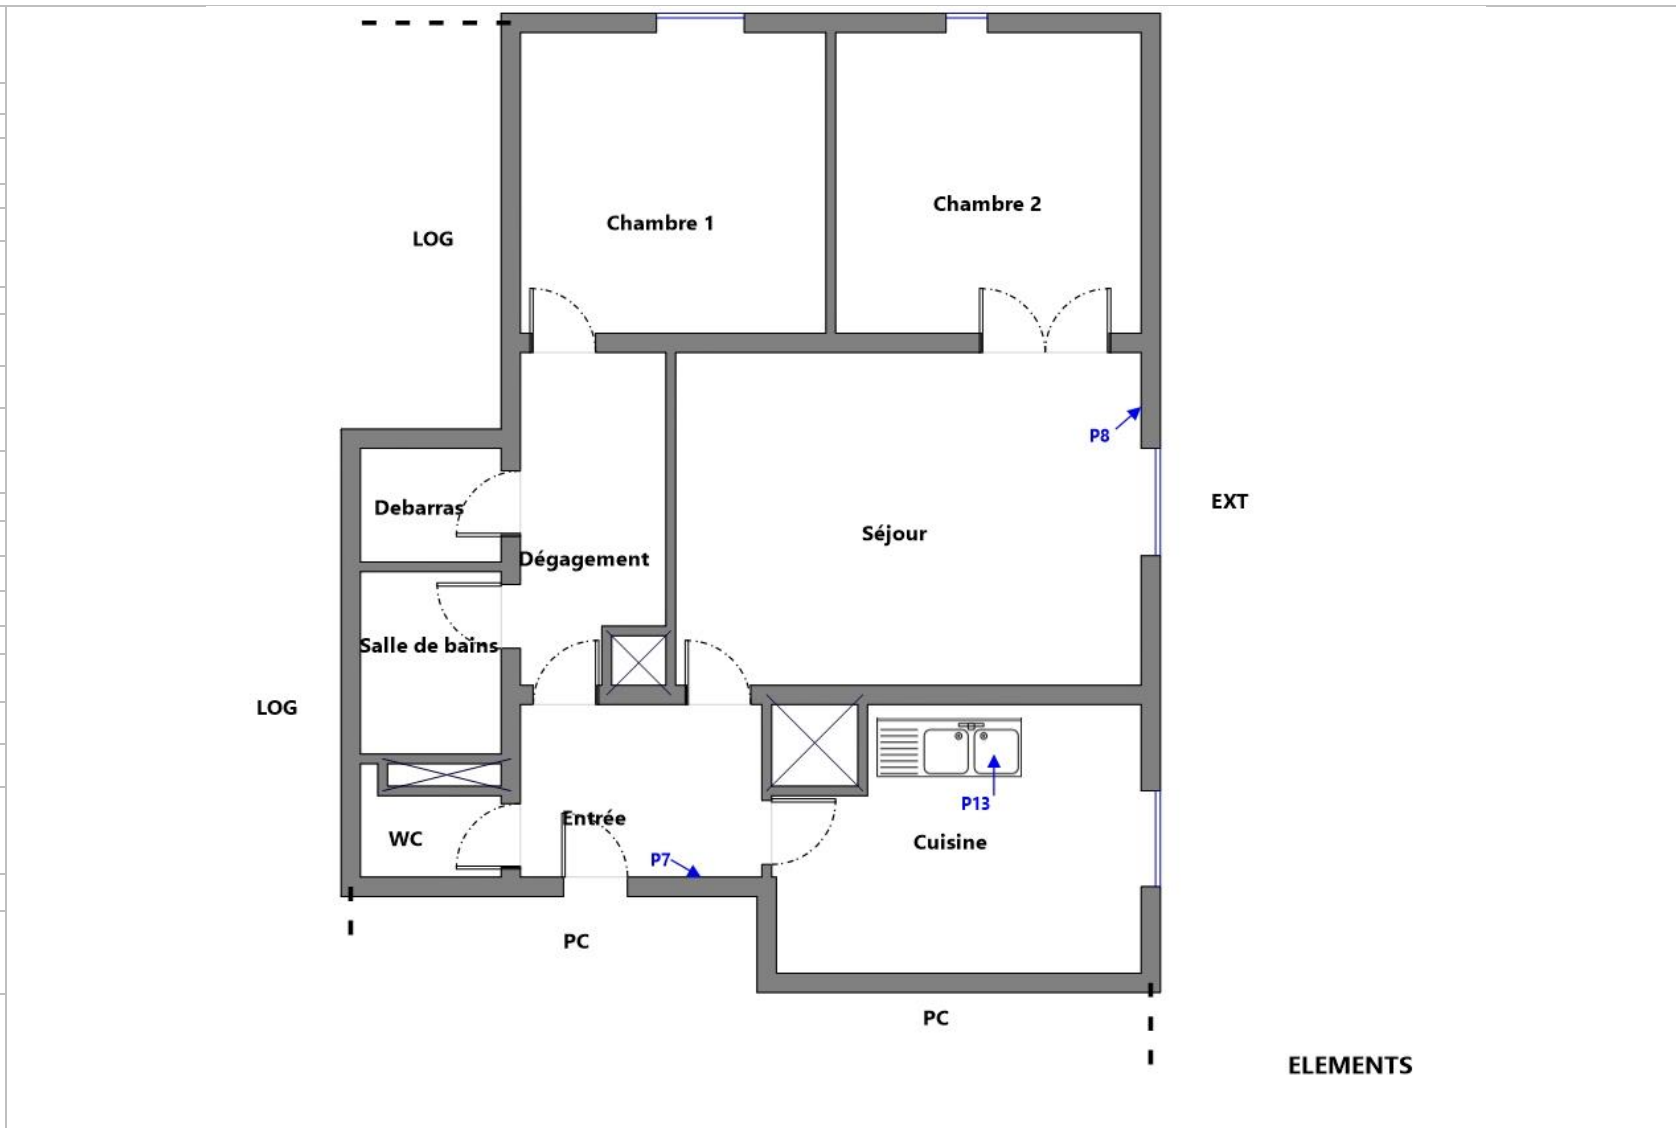 Chambre 2
Chambre 1
LOG
P8
EXT
Debarras
Séjour
Dégagement
Salle de bains
LOG
P13
Entrée
WC
Cuisine
P7
PC
PC
ELEMENTS